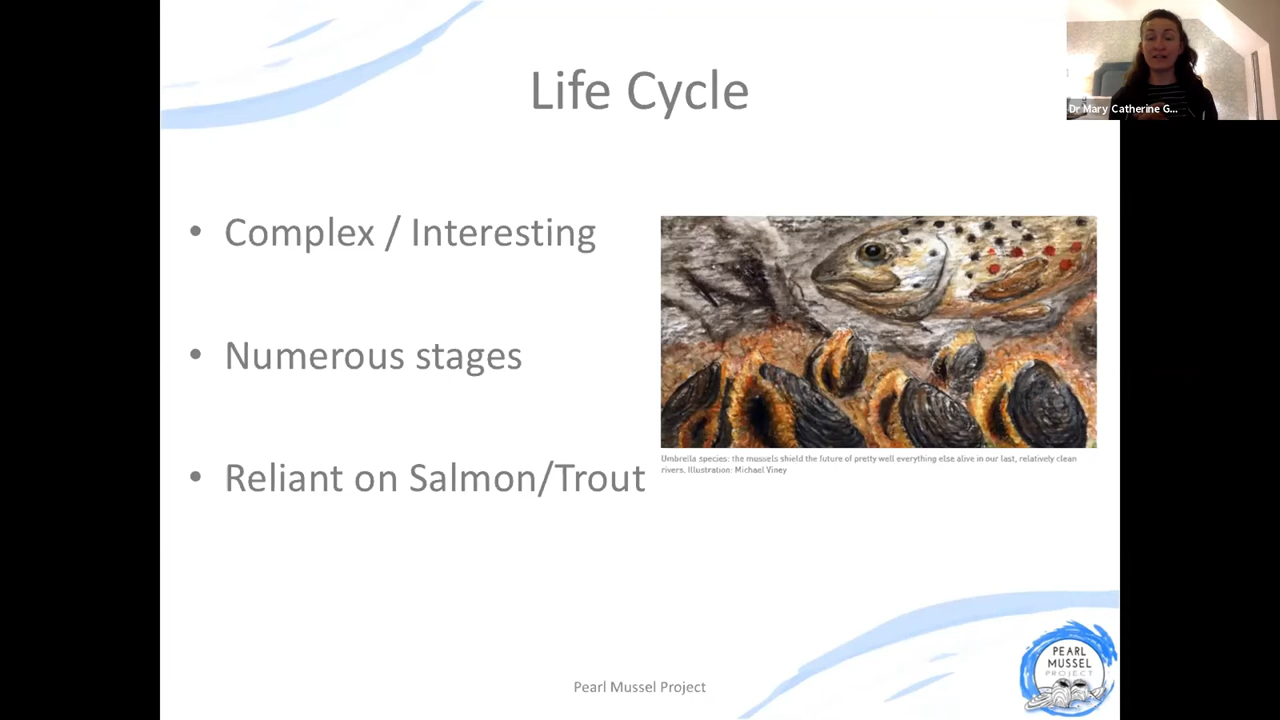 Life Cycle
Dr Mary Catherine G...
• Complex / Interesting
• Numerous stages
• Reliant on Salmon/Trout
Umbrella species: the mussels shield the future of pretty well everything else alive in our last, relatively clean
rivers. Illustration: Michael Viney
Pearl Mussel Project
PEARL
MUSSEL
PROJECT